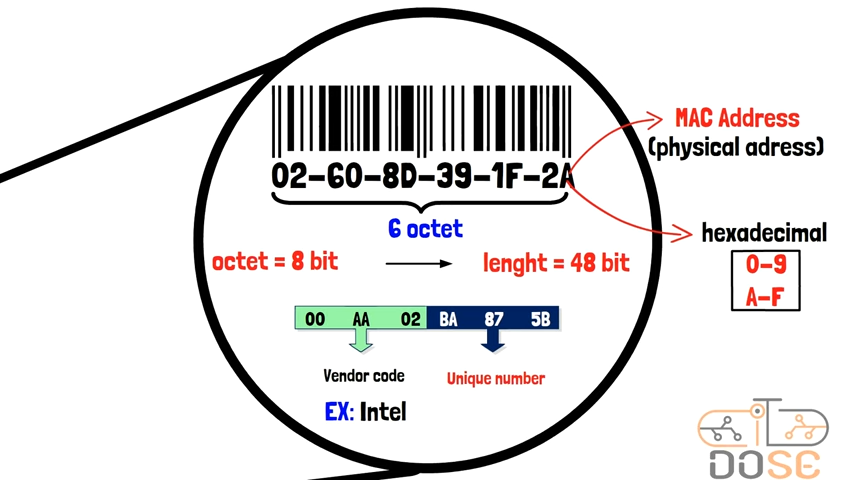 02-60-8D-39-1F-2A
MAC Address
(physical adress)
6 octet
hexadecimal
0-9
A-F
octet = 8 bit
lenght = 48 bit
00 AA 02 BA 87 5B
Vendor code
Unique number
EX: Intel
iT
DOSE